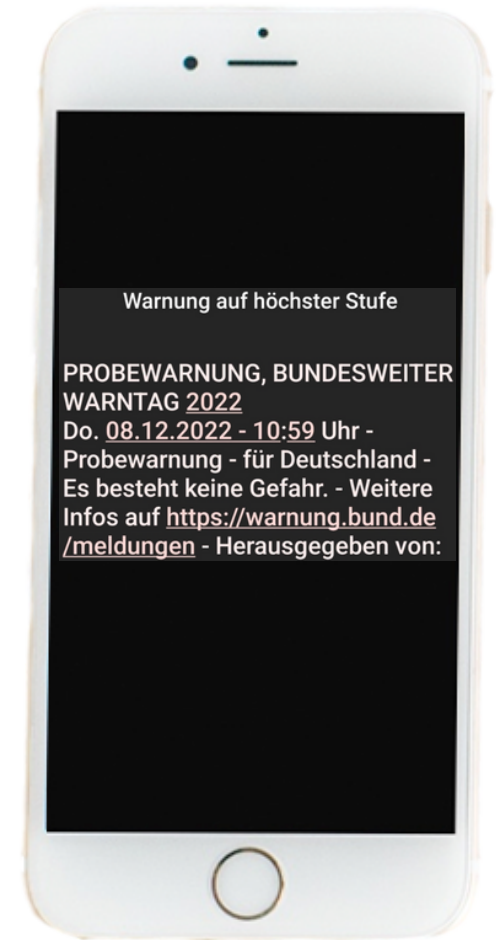 Warnung auf höchster Stufe
PROBEWARNUNG, BUNDESWEITER
WARNTAG 2022
Do. 08.12.2022 - 10:59 Uhr -
Probewarnung - für Deutschland -
Es besteht keine Gefahr. - Weitere
Infos auf https://warnung.bund.de
/meldungen - Herausgegeben von: